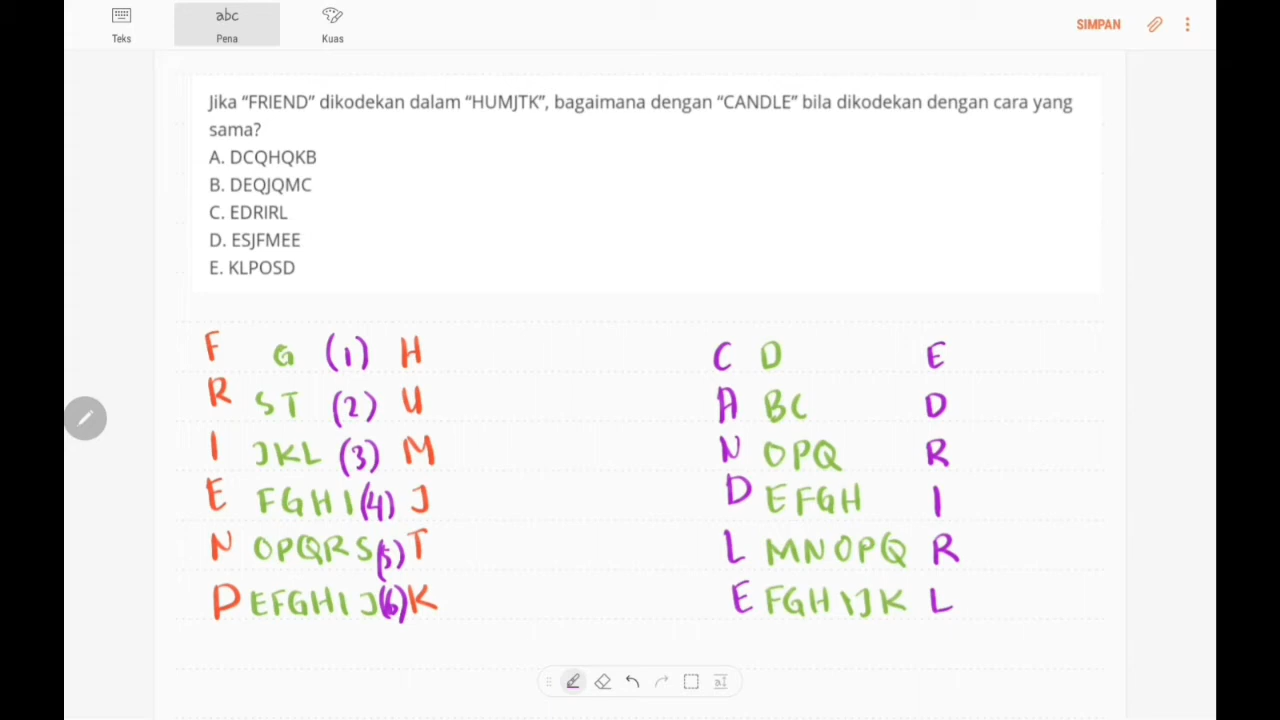 abc
SIMPAN
Teks Pena Kuas
Jika “FRIEND” dikodekan dalam “HUMJTK”, bagaimana dengan “CANDLE” bila dikodekan dengan cara yang
sama?
A. DCQHQKB
B. DEQJQMC
C. EDRIRL
D. ESJFMEE
E. KLPOSD
F G (1) H C D E
R ST (2) U A BC D
I JKL (3) M N OPQ R
E FGHI (4) J D EFGH I
N OPQRS (5) T L MNOPQ R
D EFGHIJ (6) K E FGHIJK L
aI